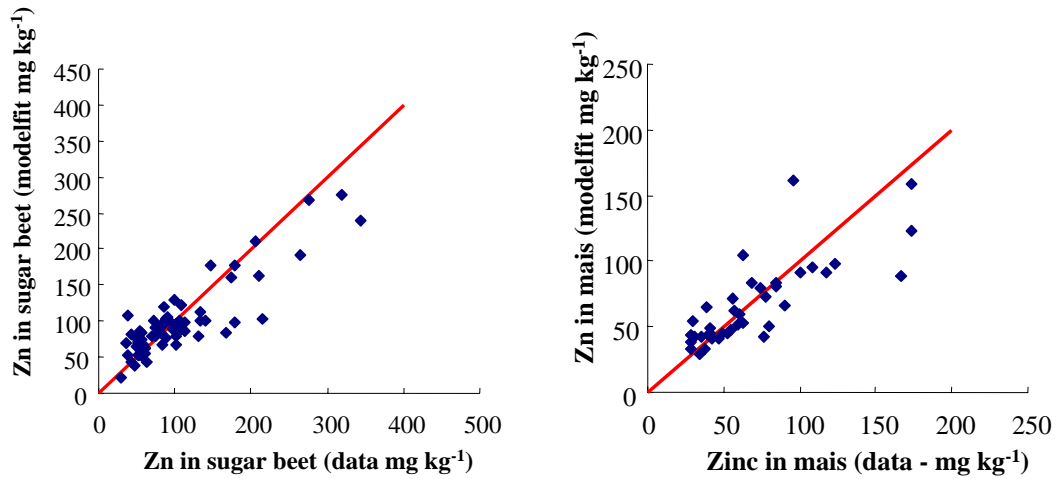 Zn in sugar beet (modelfit mg kg⁻¹)
450
400
350
300
250
200
150
100
50
0
0 100 200 300 400 500
Zn in sugar beet (data mg kg⁻¹)
Zn in mais (modelfit mg kg⁻¹)
250
200
150
100
50
0
0 50 100 150 200 250
Zinc in mais (data - mg kg⁻¹)